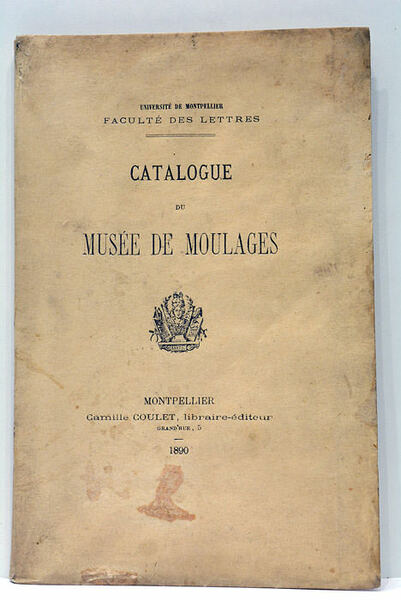 UNIVERSITÉ DE MONTPELLIER
FACULTÉ DES LETTRES
CATALOGUE
DU
MUSÉE DE MOULAGES
MONTPELLIER
Camille COULET, libraire-éditeur
GRAND'RUE, 5
1890